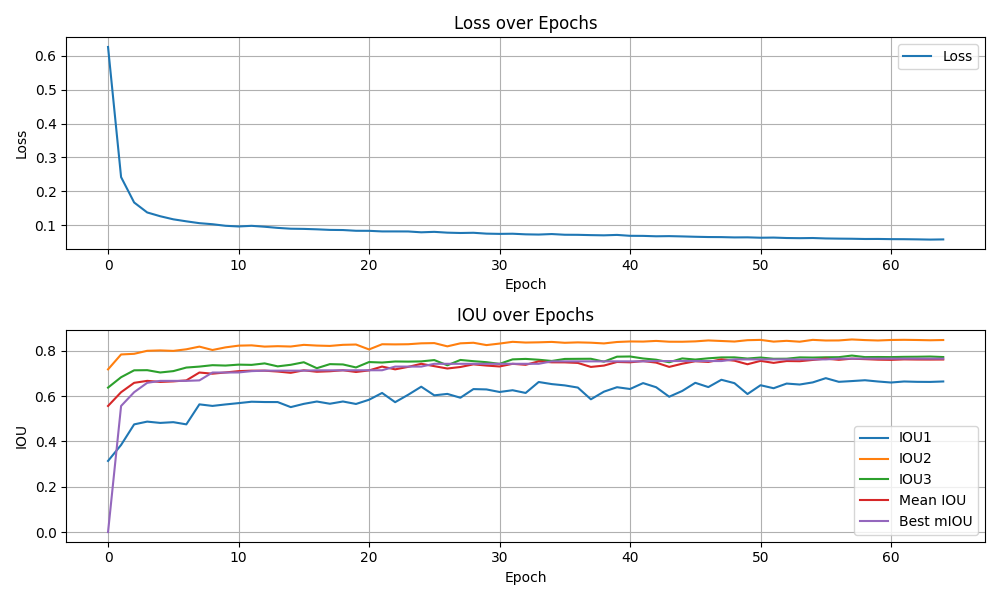 Loss over Epochs
0.6
0.5
0.4
0.3
0.2
0.1
Loss
Loss
0 10 20 30 40 50 60
Epoch
IOU over Epochs
0.8
0.6
0.4
0.2
0.0
IOU
IOU1
IOU2
IOU3
Mean IOU
Best mIOU
0 10 20 30 40 50 60
Epoch